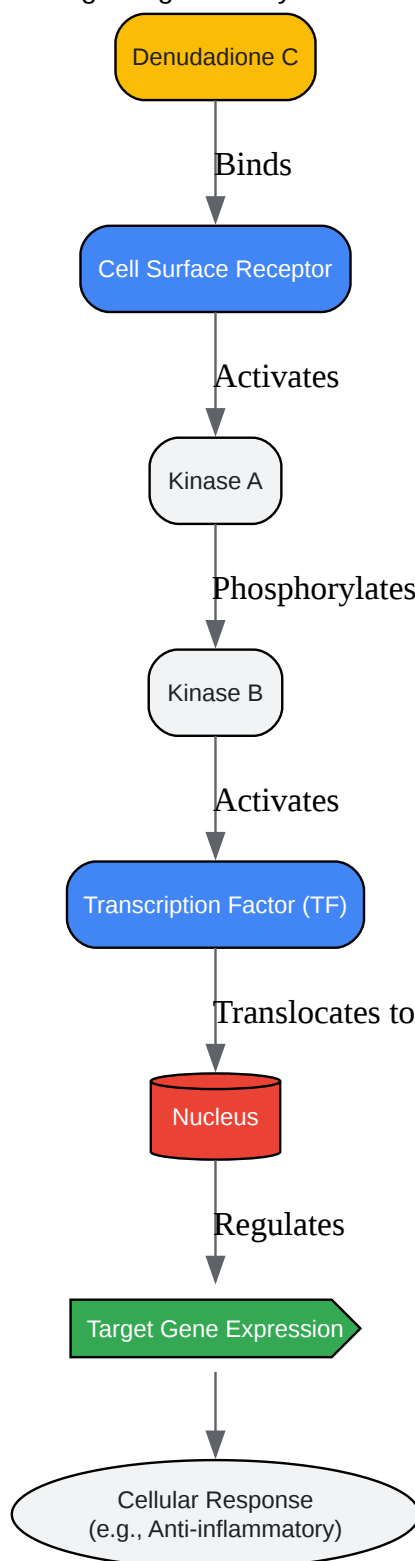 Denudadione C
Binds
Cell Surface Receptor
Activates
Kinase A
Phosphorylates
Kinase B
Activates
Transcription Factor (TF)
Translocates to
Nucleus
Regulates
Target Gene Expression
Cellular Response
(e.g., Anti-inflammatory)